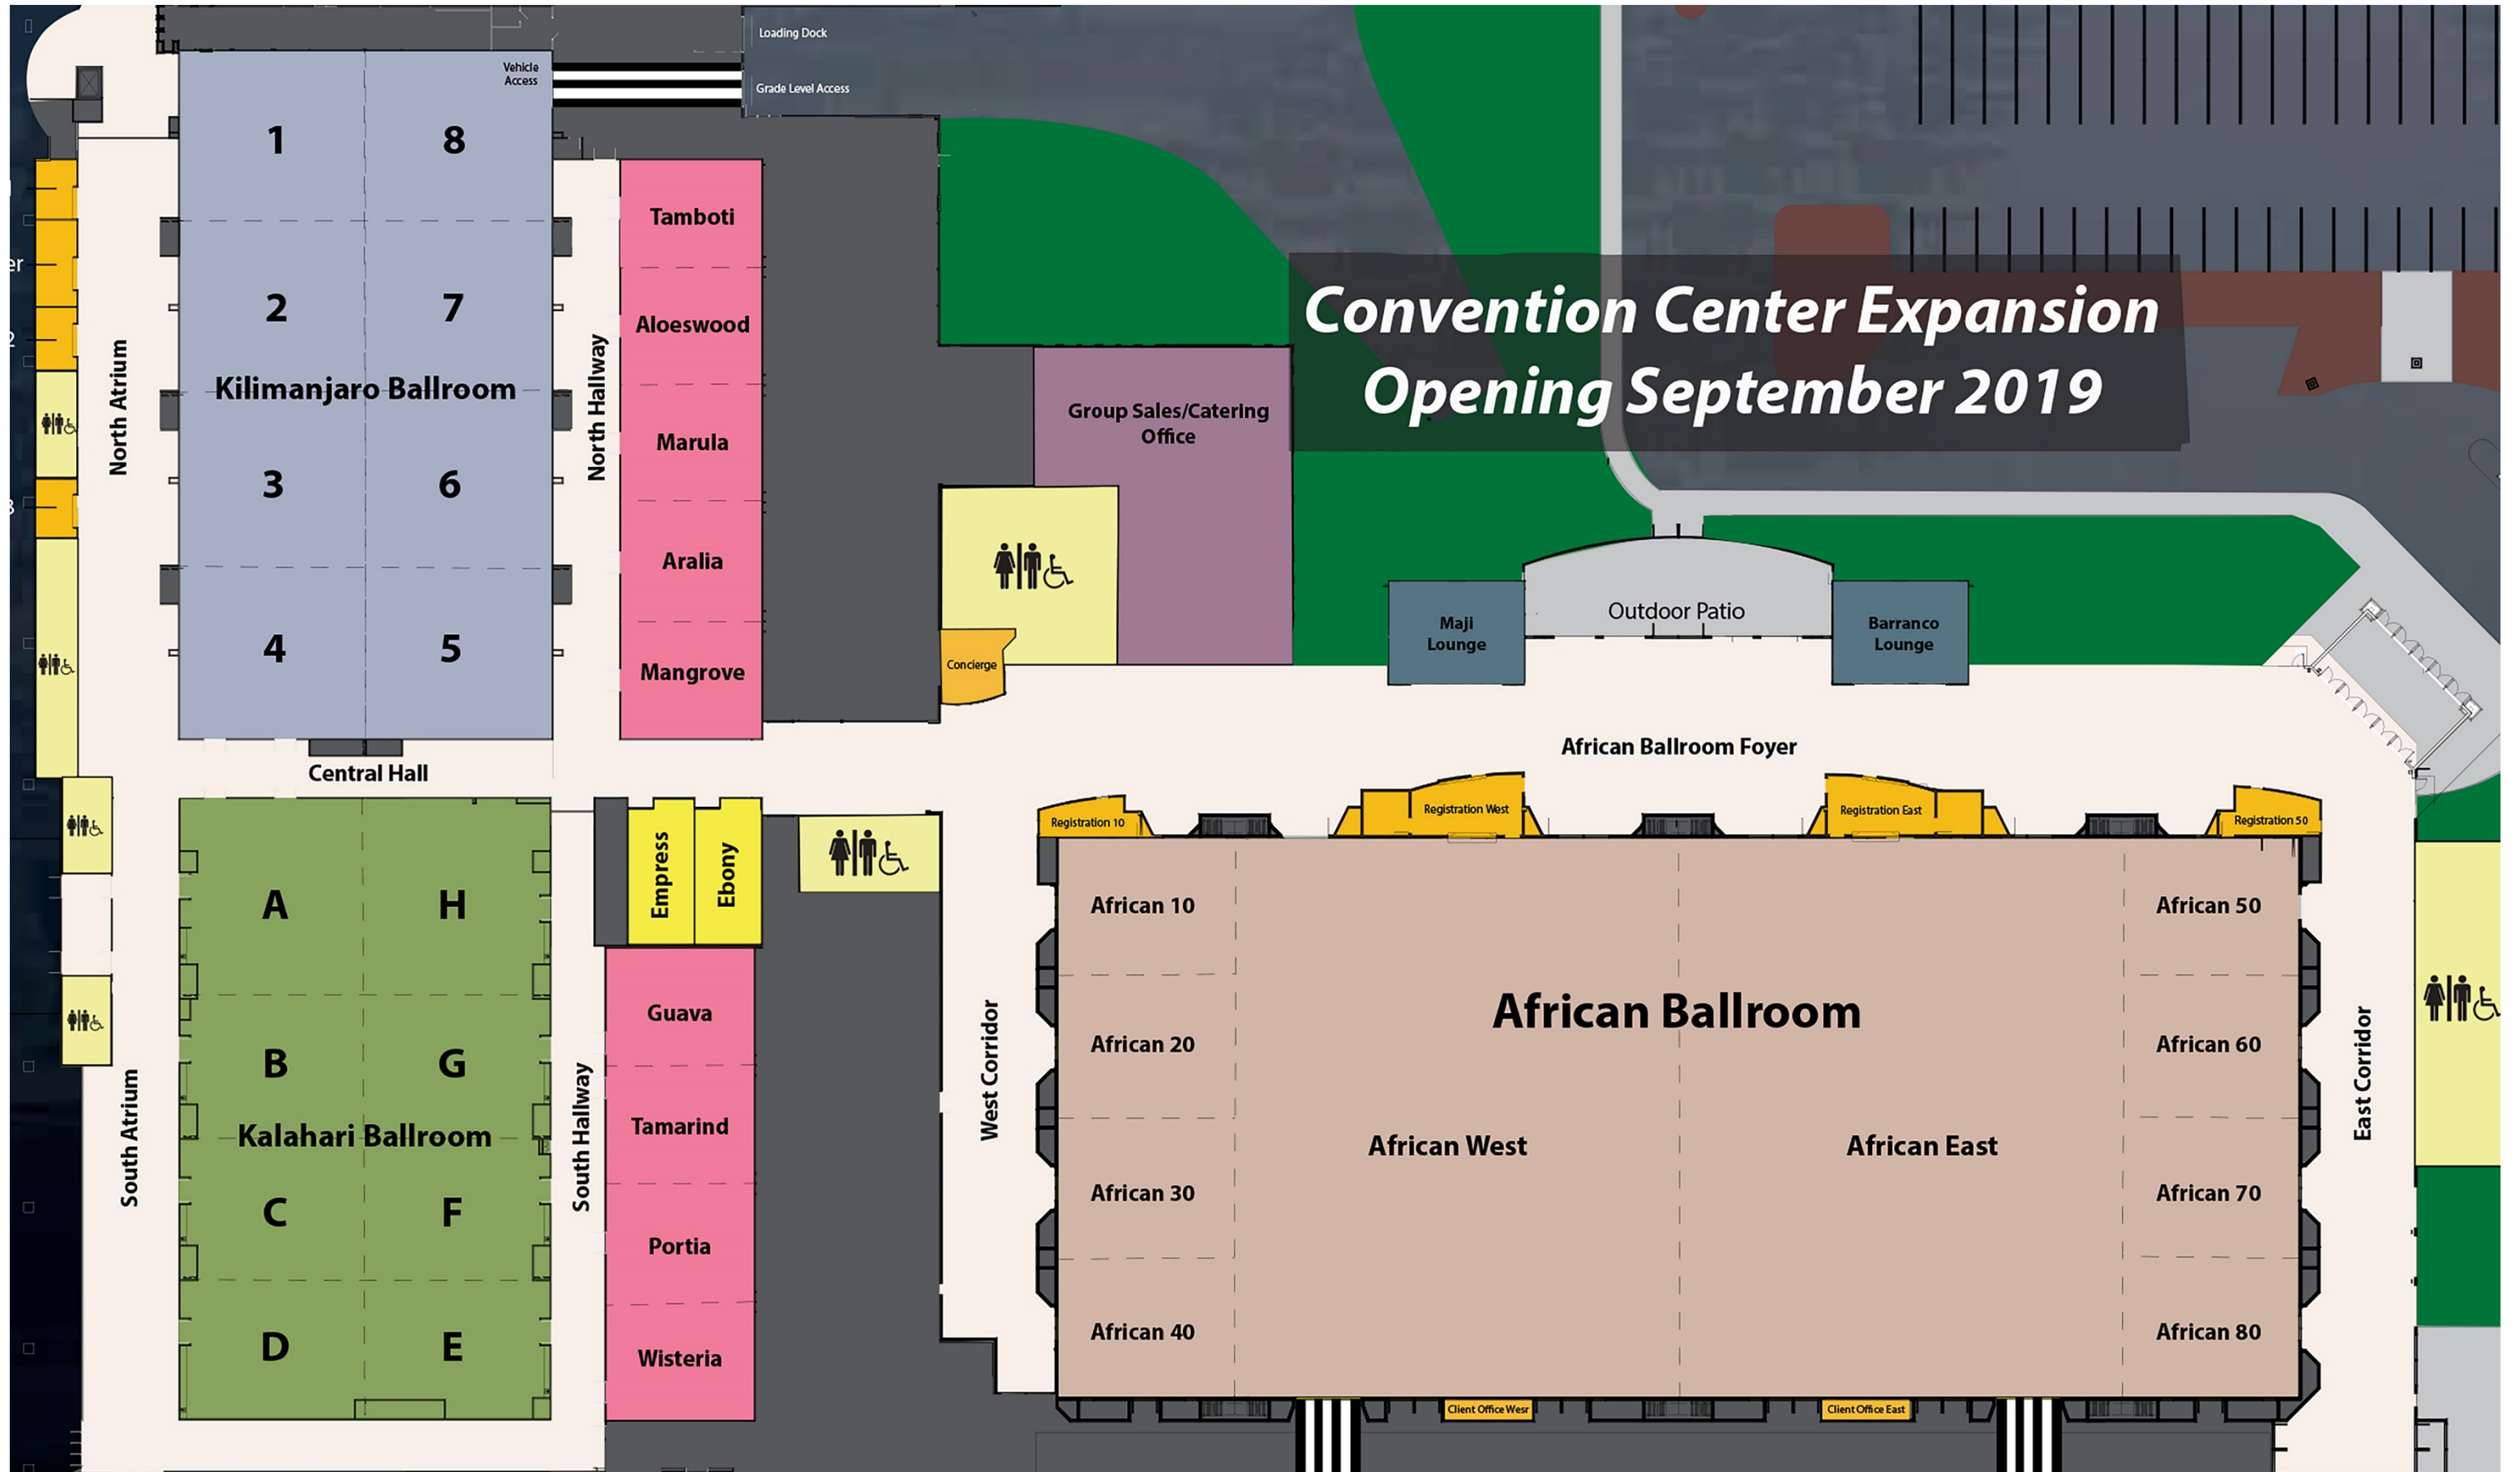 Loading Dock
Vehicle
Access
Grade Level Access
1
8
Tamboti
2
7
Aloeswood
Convention Center Expansion
Opening September 2019
North Atrium
Kilimanjaro Ballroom
North Hallway
Group Sales/Catering
Office
Marula
3
6
Aralia
4
5
Mangrove
Concierge
Maji
Lounge
Outdoor Patio
Barranco
Lounge
African Ballroom Foyer
Central Hall
Registration 10
Registration West
Registration East
Registration 50
Empress
Ebony
A
H
African 10
African 50
Guava
African Ballroom
West Corridor
East Corridor
B
G
African 20
African 60
South Atrium
Kalahari Ballroom
South Hallway
Tamarind
African West
African East
C
F
African 30
African 70
Portia
D
E
African 40
African 80
Wisteria
Client Office Wesr
Client Office East